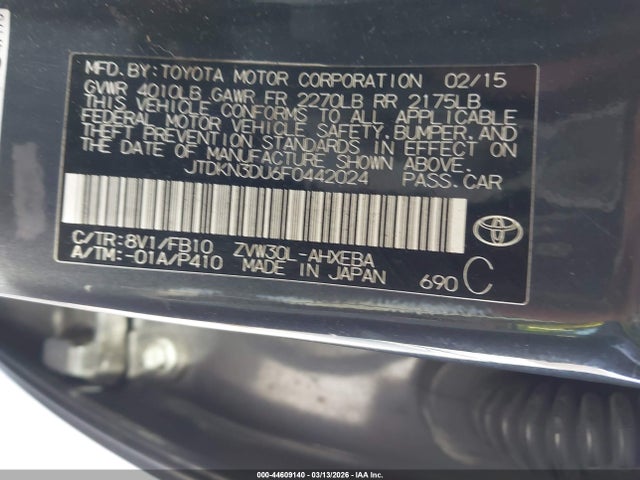 MFD.BY:TOYOTA MOTOR CORPORATION 02/15
GVWR 4010LB GAWR FR 2270LB RR 2175LB
THIS VEHICLE CONFORMS TO ALL APPLICABLE
FEDERAL MOTOR VEHICLE SAFETY, BUMPER, AND
THEFT PREVENTION STANDARDS IN EFFECT ON
THE DATE OF MANUFACTURE SHOWN ABOVE.
JTDKN3DU6F0442024 PASS.CAR
C/TR:8V1/FB10 ZVW30L-AHXEBA
A/TM:-01A/P410 MADE IN JAPAN 690 C
TOYOTA
000-44609140 - 03/13/2026 - IAAI.com